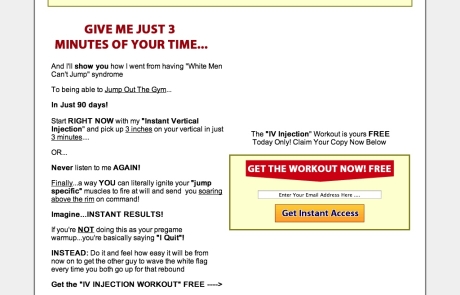 GIVE ME JUST 3
MINUTES OF YOUR TIME...
And I'll show you how I went from having "White Men
Can't Jump" syndrome
To being able to Jump Out The Gym...
In Just 90 days!
Start RIGHT NOW with my "Instant Vertical
Injection" and pick up 3 inches on your vertical in just
3 minutes....
OR...
Never listen to me AGAIN!
Finally...a way YOU can literally ignite your "jump
specific" muscles to fire at will and send you soaring
above the rim on command!
Imagine...INSTANT RESULTS!
If you're NOT doing this as your pregame
warmup...you're basically saying "I Quit"!
INSTEAD: Do it and feel how easy it will be from
now on to get the other guy to wave the white flag
every time you both go up for that rebound
Get the "IV INJECTION WORKOUT" FREE ---->
The "IV Injection" Workout is yours FREE
Today Only! Claim Your Copy Now Below
GET THE WORKOUT NOW! FREE
Enter Your Email Address Here ....
Get Instant Access